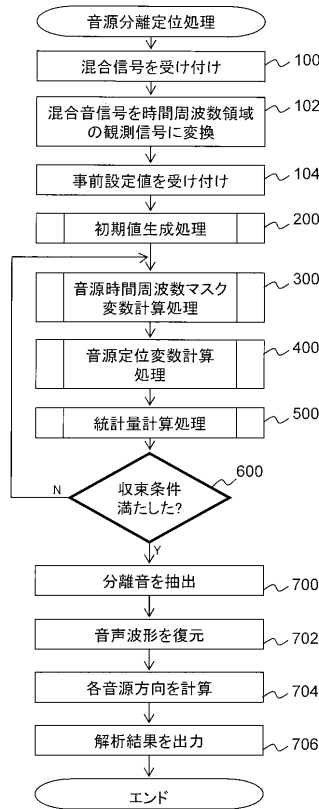 音源分離定位処理
混合信号を受け付け
100
混合音信号を時間周波数領域
の観測信号に変換
102
事前設定値を受け付け
104
初期値生成処理
200
音源時間周波数マスク
変数計算処理
300
音源定位変数計算
処理
400
統計量計算処理
500
収束条件
満たした?
600
N
Y
分離音を抽出
700
音声波形を復元
702
各音源方向を計算
704
解析結果を出力
706
エンド